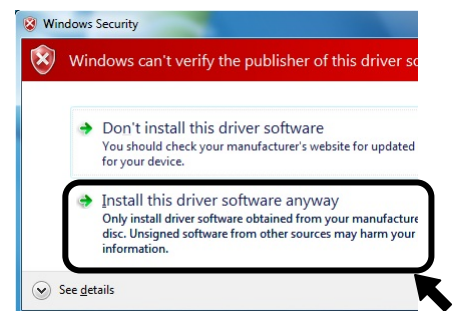 Windows Security
Windows can't verify the publisher of this driver so
Don't install this driver software
You should check your manufacturer's website for updated
for your device.
Install this driver software anyway
Only install driver software obtained from your manufacture
disc. Unsigned software from other sources may harm your
information.
See details